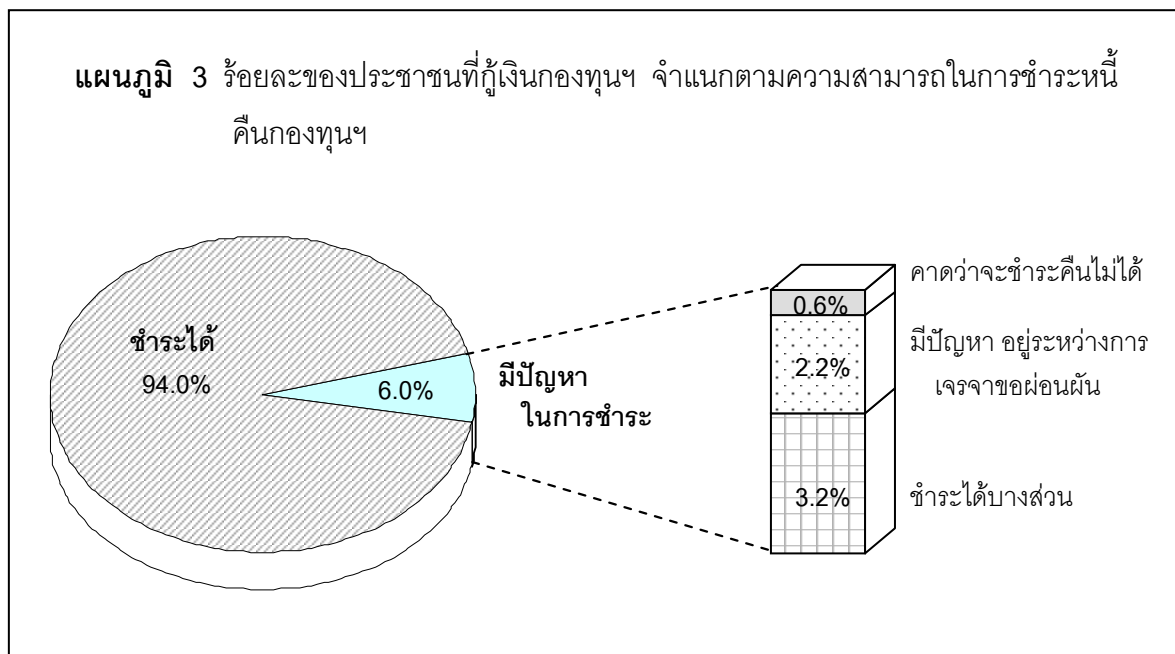 แผนภูมิ 3 ร้อยละของประชาชนที่กู้เงินกองทุนฯ จำแนกตามความสามารถในการชำระหนี้
คืนกองทุนฯ
ชำระได้
94.0%
6.0%
มีปัญหา
ในการชำระ
คาดว่าจะชำระคืนไม่ได้
0.6%
มีปัญหา อยู่ระหว่างการ
เจรจาขอผ่อนผัน
2.2%
ชำระได้บางส่วน
3.2%